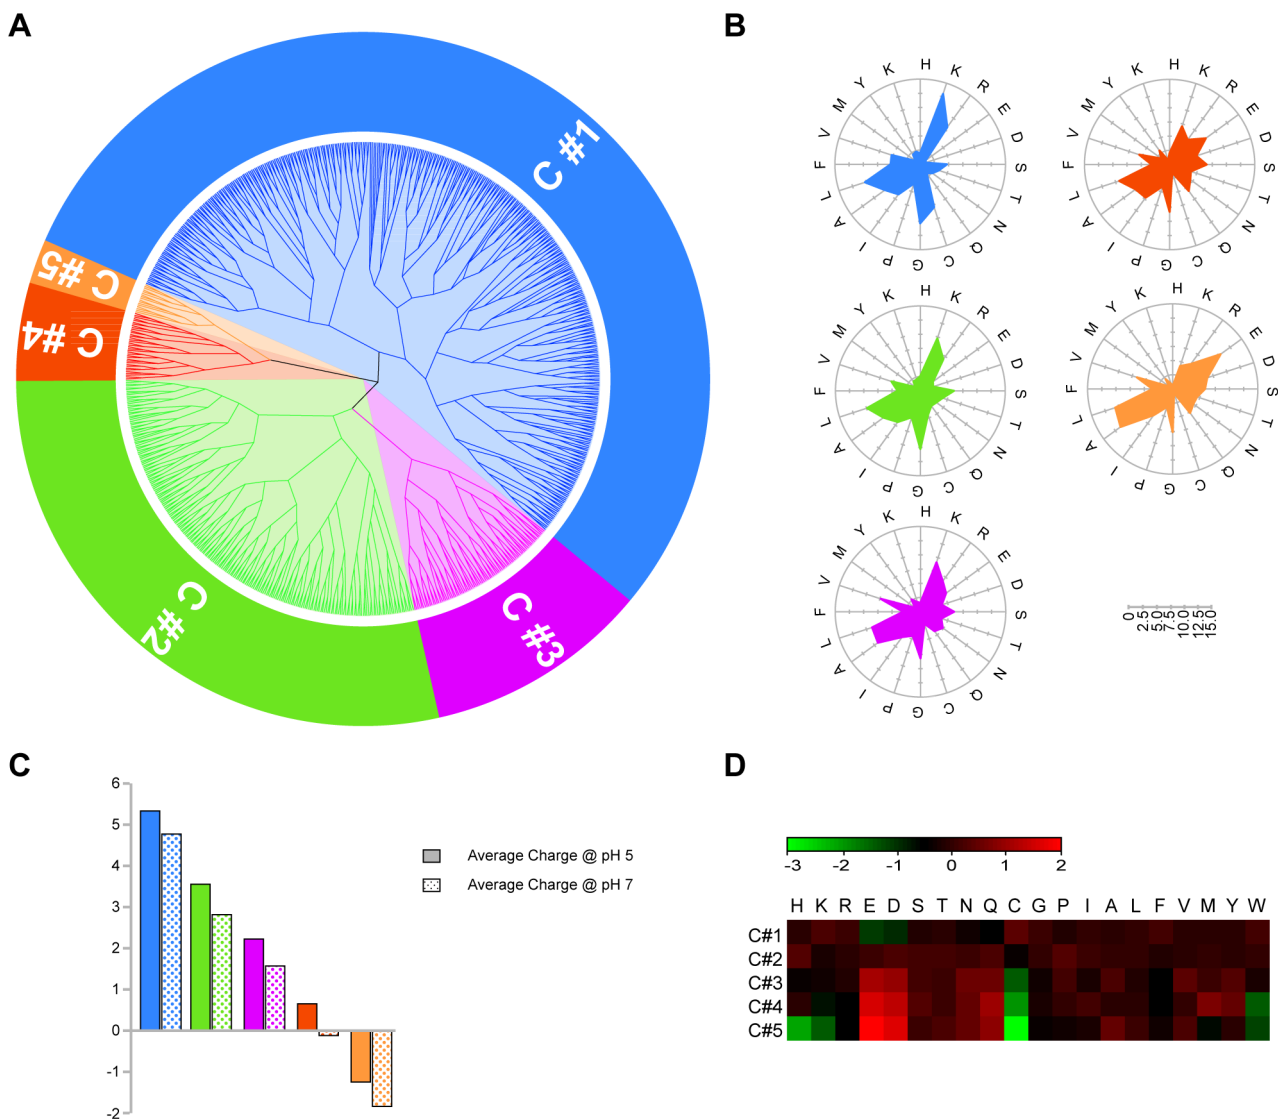 A
C #1
C #5
C #4
C #2
C #3
B
H K R E D S T N Q C G P I A L F V M Y K
H K R E D S T N Q C G P I A L F V M Y K
H K R E D S T N Q C G P I A L F V M Y K
H K R E D S T N Q C G P I A L F V M Y K
H K R E D S T N Q C G P I A L F V M Y K
0 2.5 5.0 7.5 10.0 12.5 15.0
C
6
5
4
3
2
1
0
-1
-2
Average Charge @ pH 5
Average Charge @ pH 7
D
-3 -2 -1 0 1 2
H K R E D S T N Q C G P I A L F V M Y W
C#1
C#2
C#3
C#4
C#5